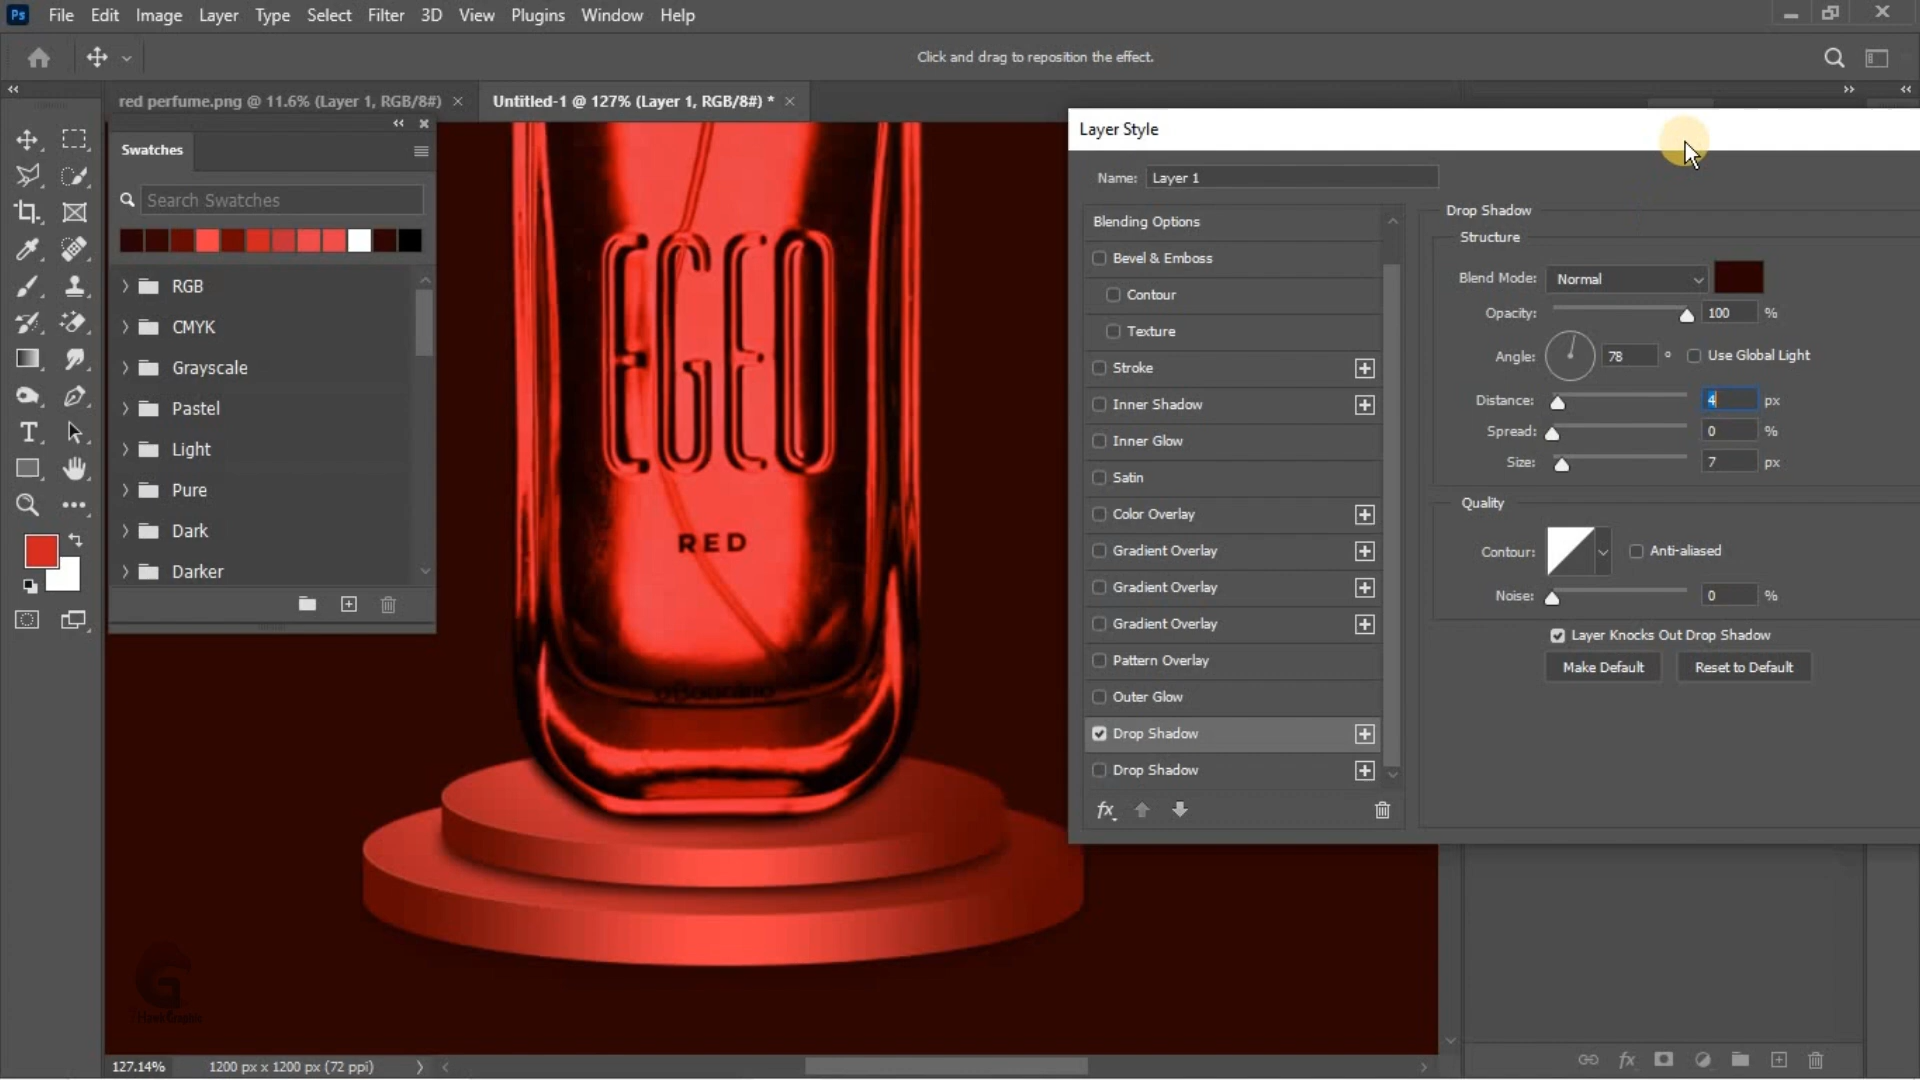 Ps File Edit Image Layer Type Select Filter 3D View Plugins Window Help
Click and drag to reposition the effect.
red perfume.png @ 11.6% (Layer 1, RGB/8#) ×
Untitled-1 @ 127% (Layer 1, RGB/8#) * ×
Swatches
Search Swatches
RGB
CMYK
Grayscale
Pastel
Light
Pure
Dark
Darker
EGEO
RED
Layer Style
Name: Layer 1
Blending Options
Bevel & Emboss
Contour
Texture
Stroke
Inner Shadow
Inner Glow
Satin
Color Overlay
Gradient Overlay
Gradient Overlay
Gradient Overlay
Pattern Overlay
Outer Glow
Drop Shadow
Drop Shadow
fx
Drop Shadow
Structure
Blend Mode: Normal
Opacity: 100 %
Angle: 78 ° Use Global Light
Distance: 4 px
Spread: 0 %
Size: 7 px
Quality
Contour: Anti-aliased
Noise: 0 %
Layer Knocks Out Drop Shadow
Make Default Reset to Default
127.14% 1200 px x 1200 px (72 ppi)
fx